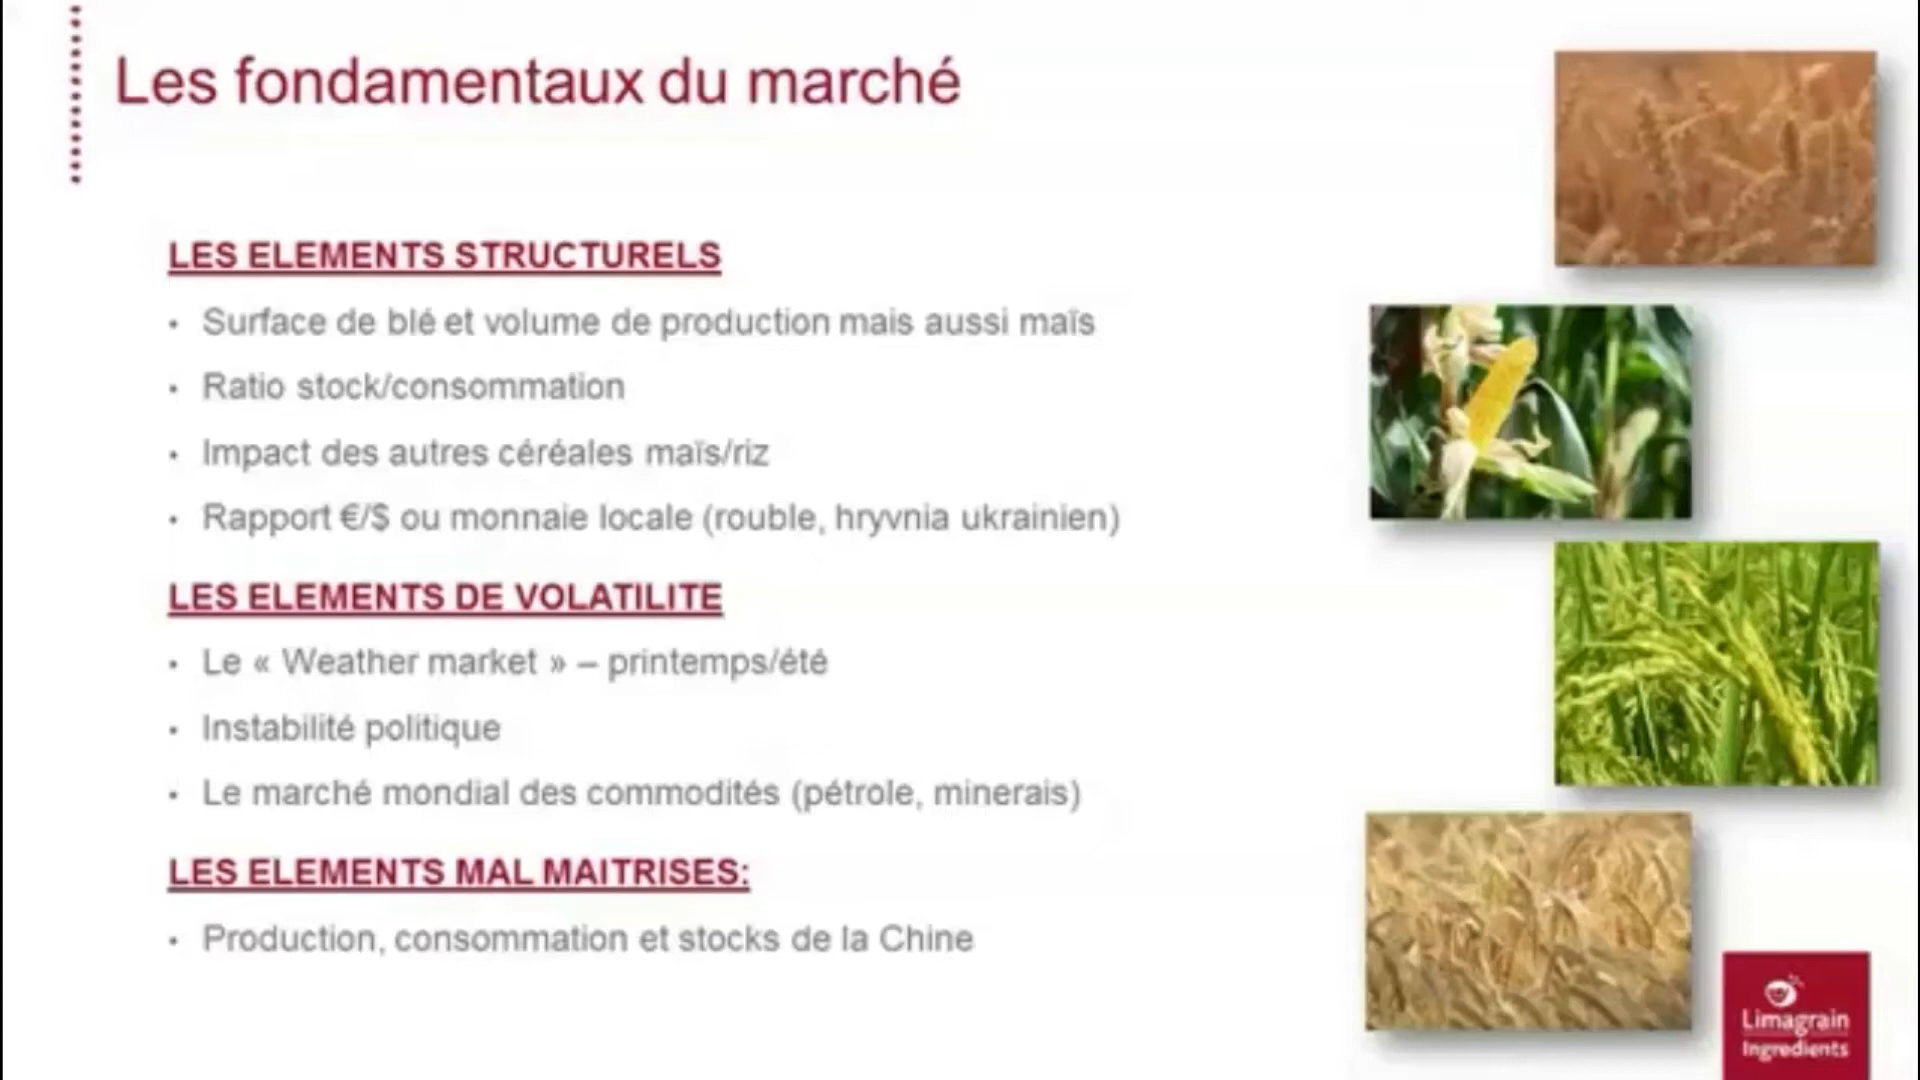 Les fondamentaux du marché
LES ELEMENTS STRUCTURELS
• Surface de blé et volume de production mais aussi maïs
• Ratio stock/consommation
• Impact des autres céréales maïs/riz
• Rapport €/$ ou monnaie locale (rouble, hryvnia ukrainien)
LES ELEMENTS DE VOLATILITE
• Le « Weather market » – printemps/été
• Instabilité politique
• Le marché mondial des commodités (pétrole, minerais)
LES ELEMENTS MAL MAITRISES:
• Production, consommation et stocks de la Chine
Limagrain
Ingredients